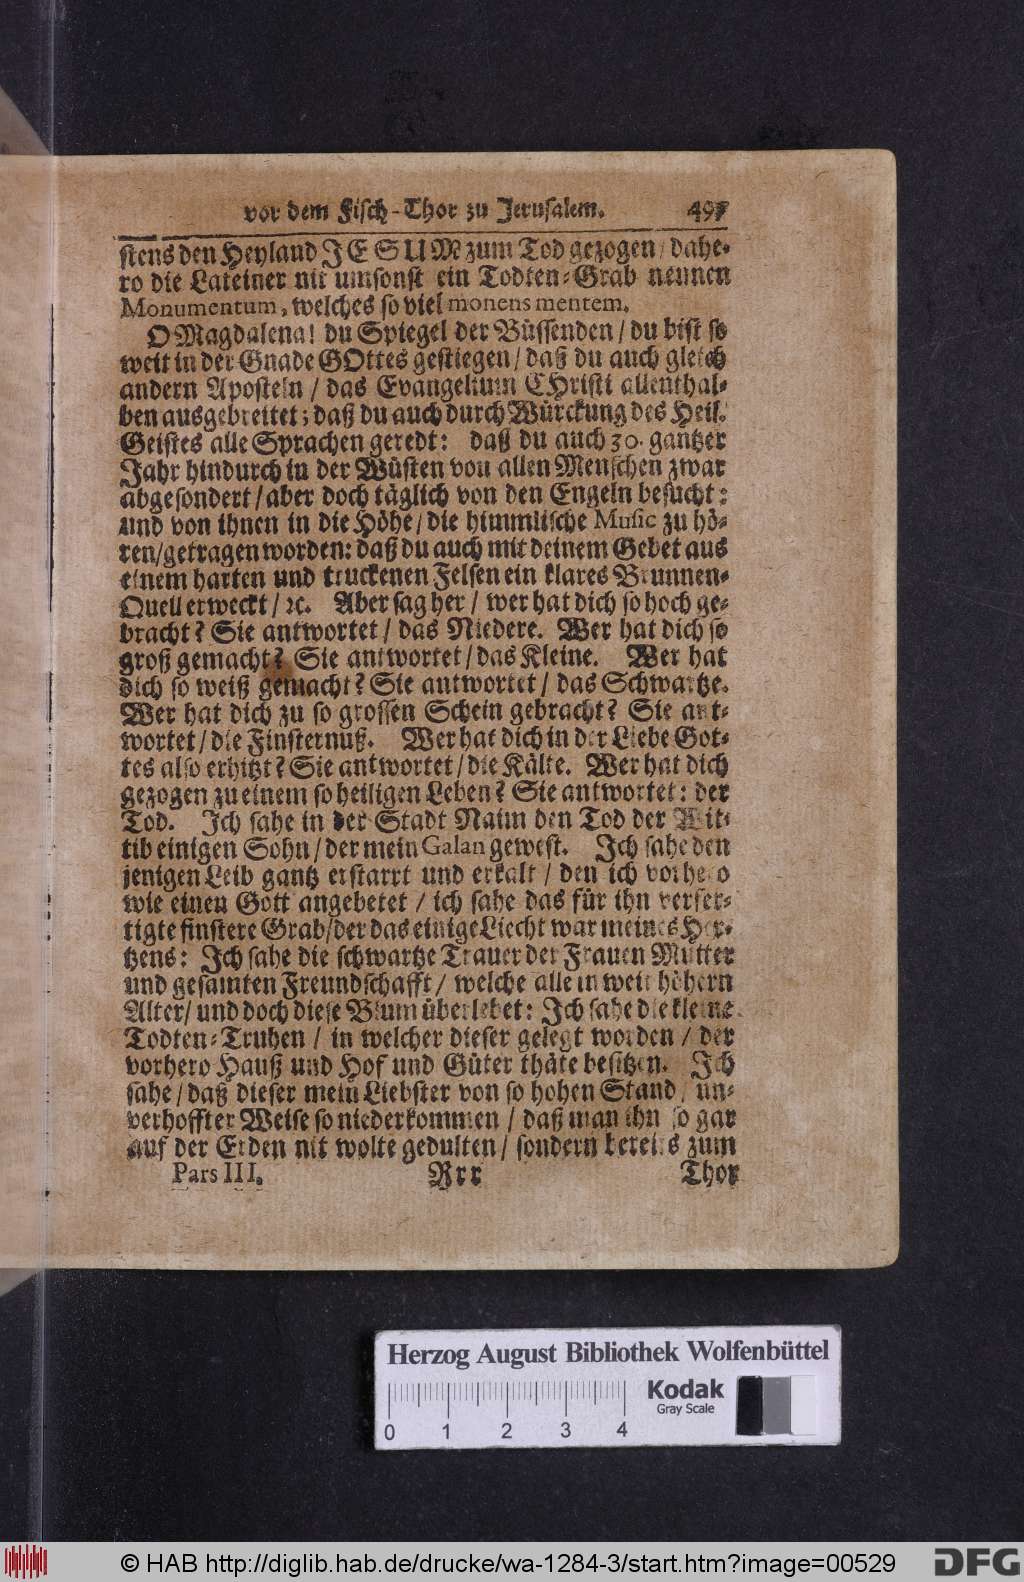 vor dem Fisch-Thor zu Jerusalem. 497
stens den Heyland JESUM zum Tod gezogen / dahe-
ro die Lateiner nit umsonst ein Todten-Grab nennen
Monumentum, welches so viel monens mentem.
O Magdalena! du Spiegel der Büssenden / du bist so
weit in der Gnade GOttes gestiegen / daß du auch gleich
andern Aposteln / das Evangelium CHristi allenthal-
ben ausgebreitet; daß du auch durch Würckung des Heil.
Geistes alle Sprachen geredt: daß du auch 30. gantzer
Jahr hindurch in der Wüsten von allen Menschen zwar
abgesondert / aber doch täglich von den Engeln besucht:
und von ihnen in die Höhe / die himmlische Music zu hö-
ren/getragen worden: daß du auch mit deinem Gebet aus
einem harten und truckenen Felsen ein klares Brunnen-
Quell erweckt / ꝛc. Aber sag her / wer hat dich so hoch ge-
bracht? Sie antwortet / das Niedere. Wer hat dich so
groß gemacht? Sie antwortet / das Kleine. Wer hat
dich so weiß gemacht? Sie antwortet / das Schwartze.
Wer hat dich zu so grossen Schein gebracht? Sie ant-
wortet / die Finsternuß. Wer hat dich in der Liebe Got-
tes also erhitzt? Sie antwortet / die Kälte. Wer hat dich
gezogen zu einem so heiligen Leben? Sie antwortet: der
Tod. Ich sahe in der Stadt Naim den Tod der Wit-
tib einigen Sohn / der mein Galan gewest. Ich sahe den
jenigen Leib gantz erstarrt und erkalt / den ich vorhero
wie einen Gott angebetet / ich sahe das für ihn verfer-
tigte finstere Grab/der das einige Liecht war meines Her-
tzens: Ich sahe die schwartze Trauer der Frauen Mutter
und gesamten Freundschafft / welche alle in weit höhern
Alter/ und doch diese Blum überlebet: Ich sahe die kleine
Todten-Truhen / in welcher dieser gelegt worden / der
vorhero Hauß und Hof und Güter thäte besitzen. Ich
sahe / daß dieser mein Liebster von so hohen Stand / un-
verhoffter Weise so niederkommen / daß man ihn so gar
auf der Erden nit wolte gedulten / sondern bereits zum
Pars III. Rrr Thor
Herzog August Bibliothek Wolfenbüttel
Kodak
Gray Scale
0 1 2 3 4
© HAB http://diglib.hab.de/drucke/wa-1284-3/start.htm?image=00529 DFG